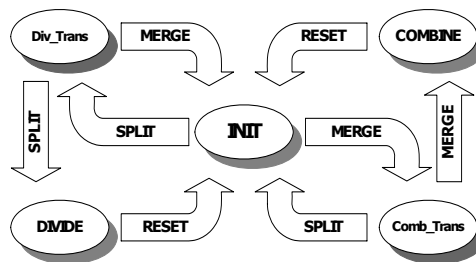 Div_Trans MERGE RESET COMBINE
SPLIT SPLIT INIT MERGE MERGE
DIVIDE RESET SPLIT Comb_Trans